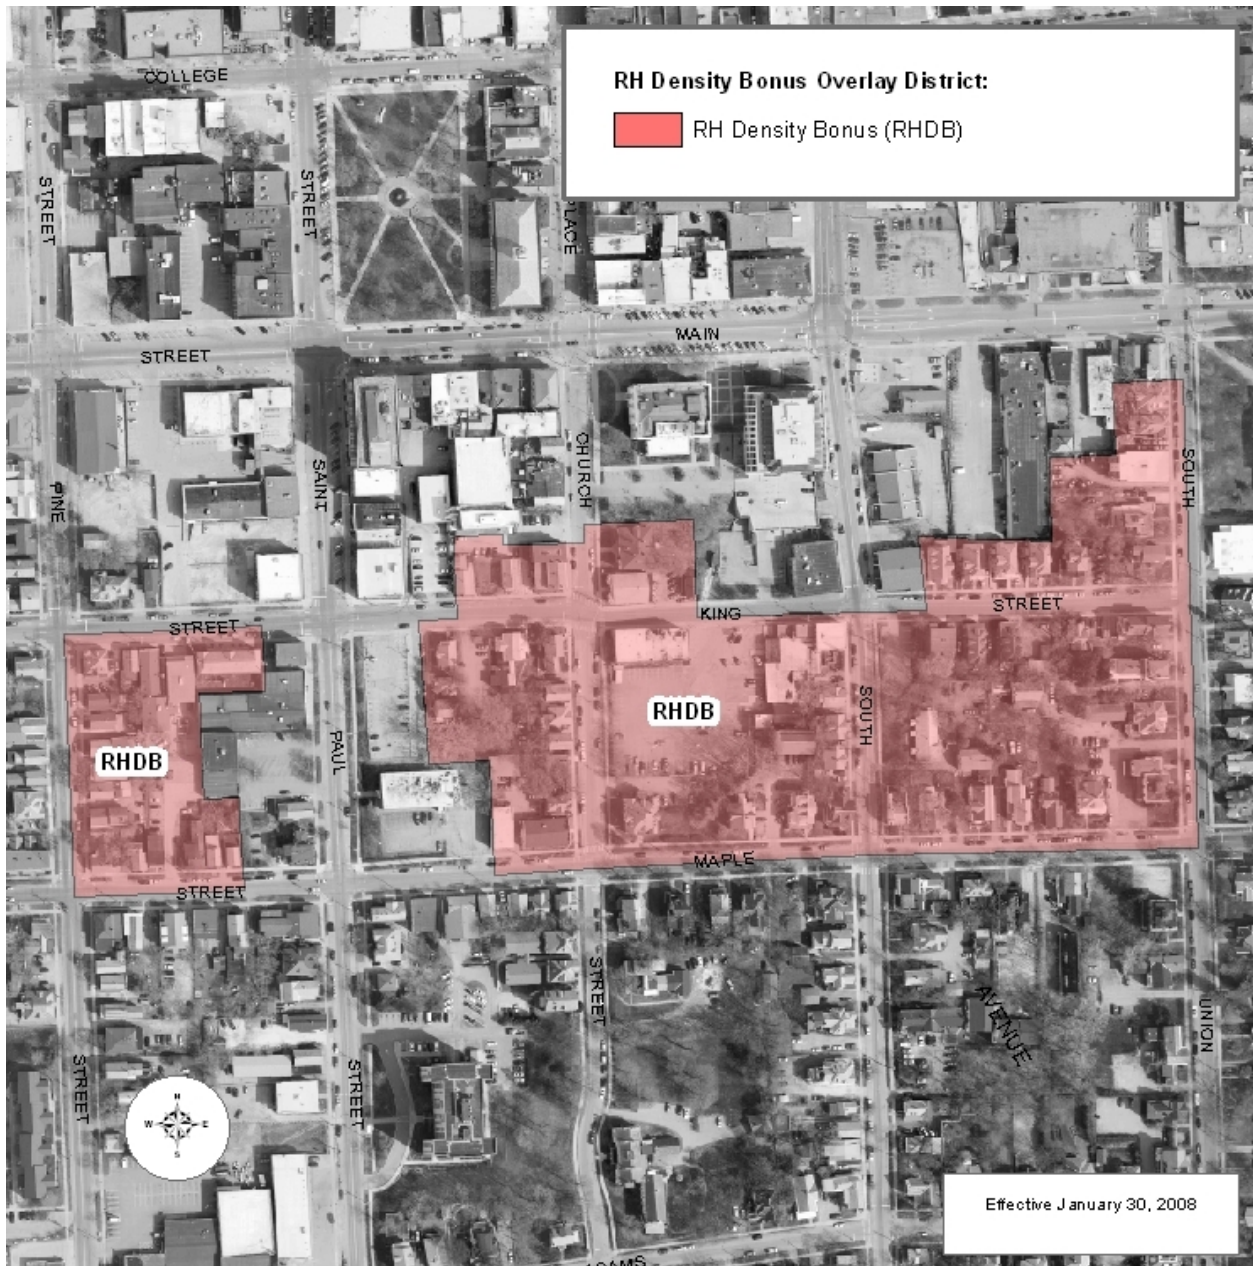 COLLEGE
RH Density Bonus Overlay District:
RH Density Bonus (RHDB)
STREET
STREET
PLACE
MAIN
STREET
CHURCH
SOUTH
SAINT
PINE
STREET
KING
STREET
RHDB
SOUTH
PAUL
RHDB
MAPLE
STREET
STREET
AVENUE
UNION
STREET
STREET
N
W E
S
Effective January 30, 2008